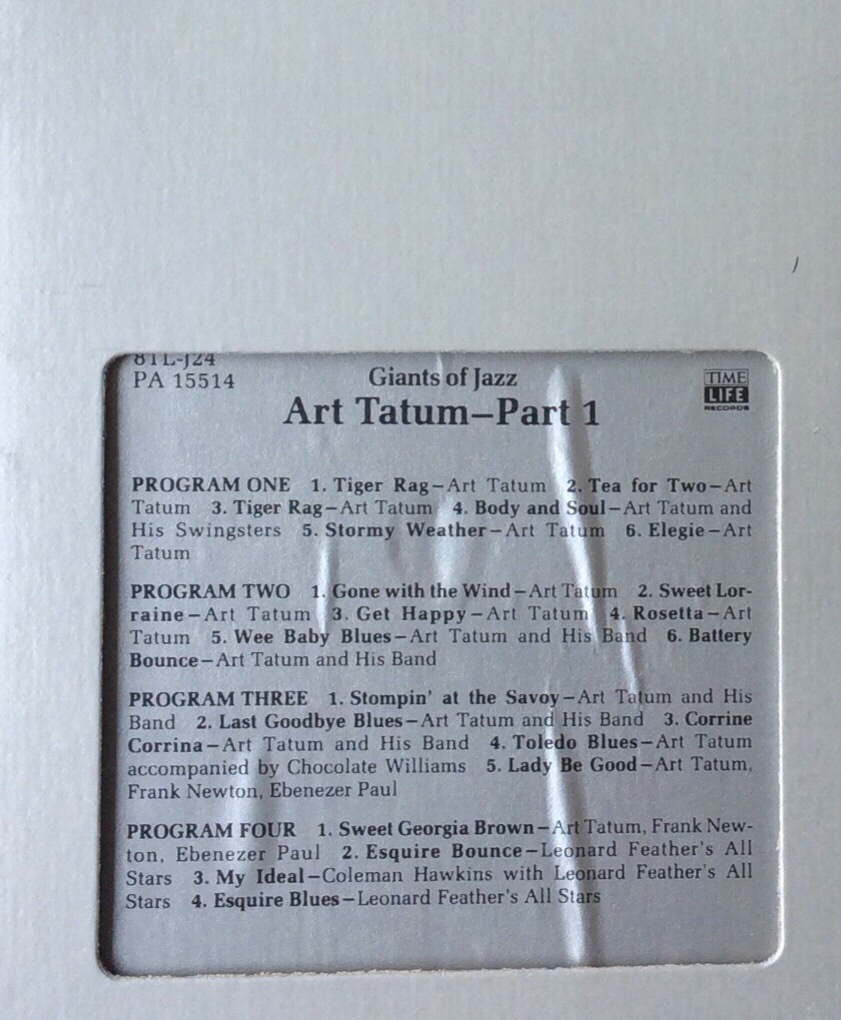 8TL-J24
PA 15514
Giants of Jazz
Art Tatum–Part 1
TIME
LIFE
RECORDS
PROGRAM ONE 1. Tiger Rag–Art Tatum 2. Tea for Two–Art
Tatum 3. Tiger Rag–Art Tatum 4. Body and Soul–Art Tatum and
His Swingsters 5. Stormy Weather–Art Tatum 6. Elegie–Art
Tatum
PROGRAM TWO 1. Gone with the Wind–Art Tatum 2. Sweet Lor-
raine–Art Tatum 3. Get Happy–Art Tatum 4. Rosetta–Art
Tatum 5. Wee Baby Blues–Art Tatum and His Band 6. Battery
Bounce–Art Tatum and His Band
PROGRAM THREE 1. Stompin' at the Savoy–Art Tatum and His
Band 2. Last Goodbye Blues–Art Tatum and His Band 3. Corrine
Corrina–Art Tatum and His Band 4. Toledo Blues–Art Tatum
accompanied by Chocolate Williams 5. Lady Be Good–Art Tatum,
Frank Newton, Ebenezer Paul
PROGRAM FOUR 1. Sweet Georgia Brown–Art Tatum, Frank New-
ton, Ebenezer Paul 2. Esquire Bounce–Leonard Feather's All
Stars 3. My Ideal–Coleman Hawkins with Leonard Feather's All
Stars 4. Esquire Blues–Leonard Feather's All Stars